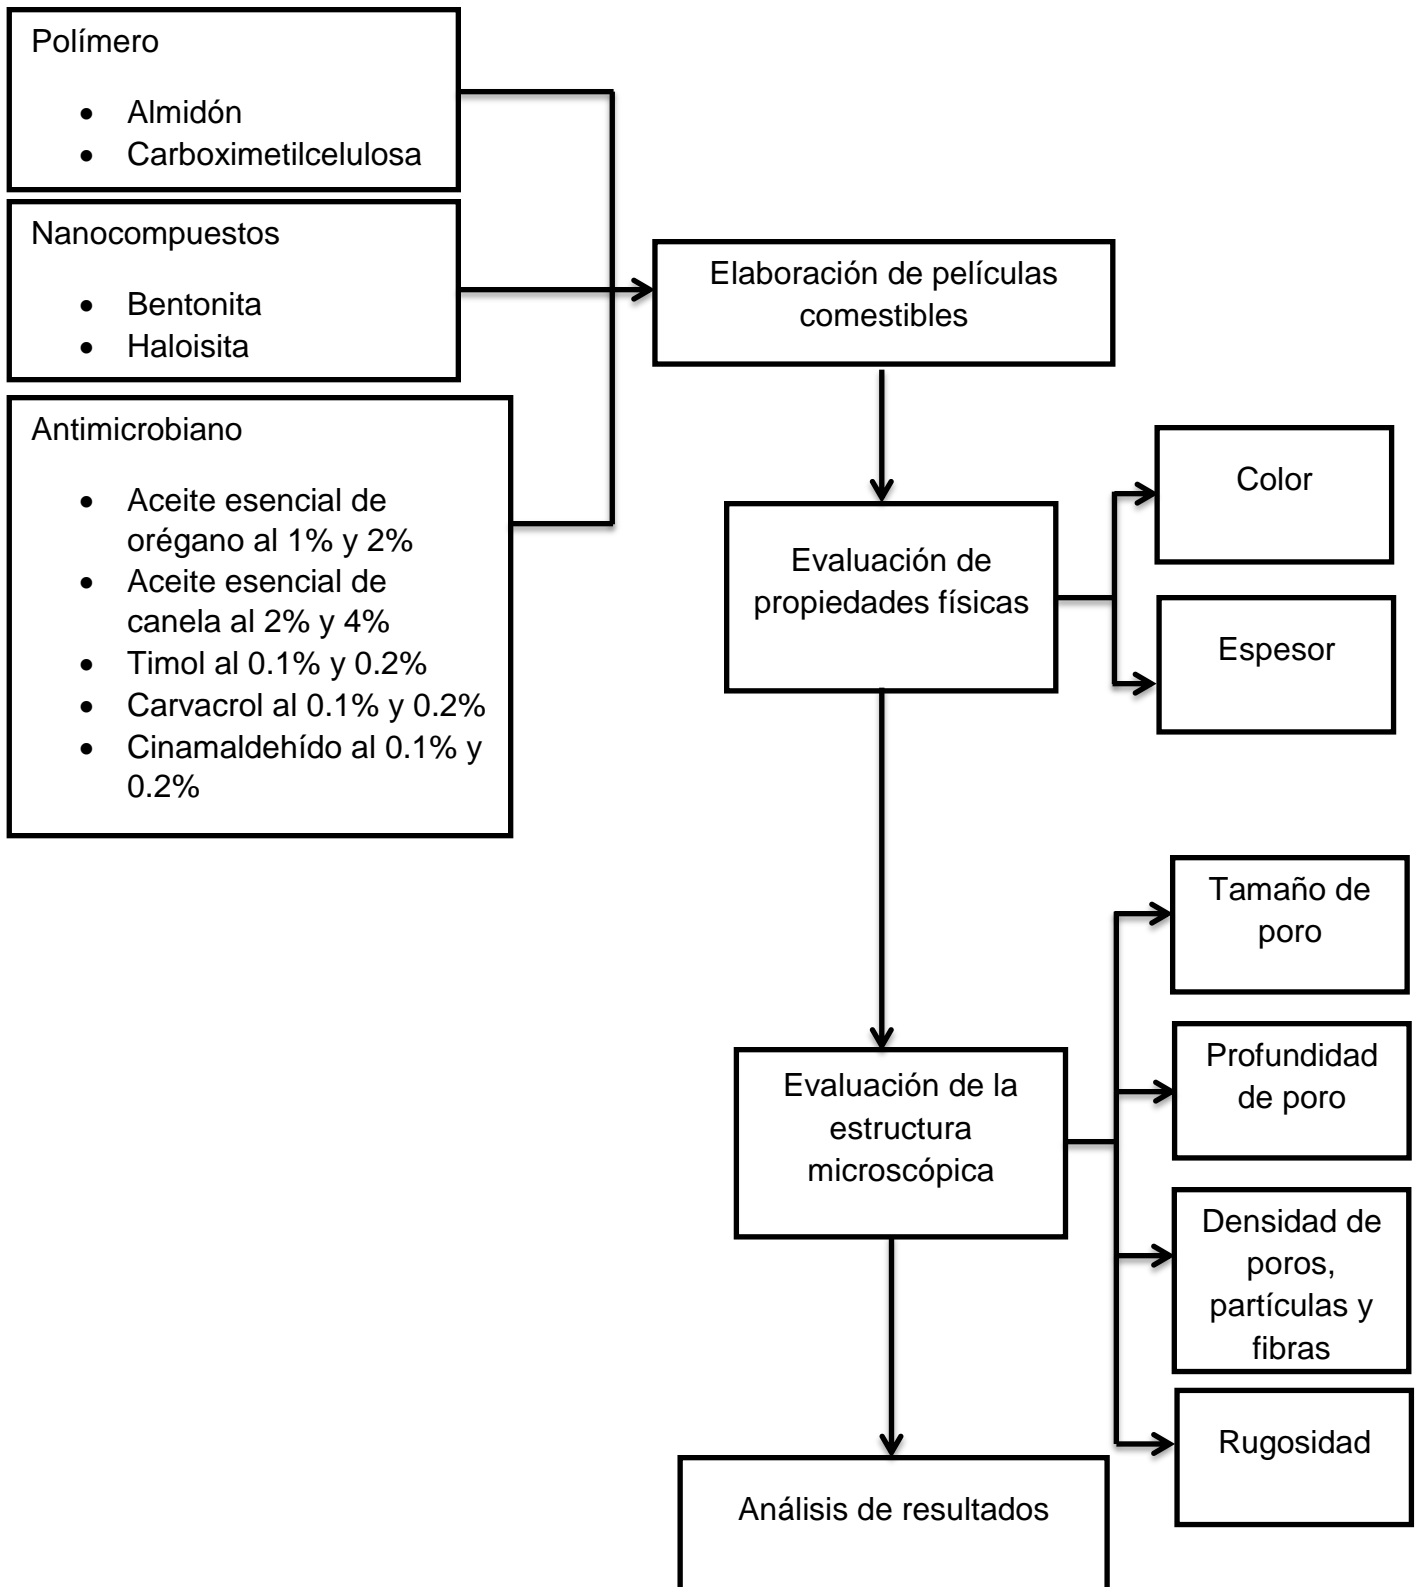 Polímero
• Almidón
• Carboximetilcelulosa
Nanocompuestos
• Bentonita
• Haloisita
Antimicrobiano
• Aceite esencial de
orégano al 1% y 2%
• Aceite esencial de
canela al 2% y 4%
• Timol al 0.1% y 0.2%
• Carvacrol al 0.1% y 0.2%
• Cinamaldehído al 0.1% y
0.2%
Elaboración de películas
comestibles
Evaluación de
propiedades físicas
Color
Espesor
Evaluación de la
estructura
microscópica
Tamaño de
poro
Profundidad
de poro
Densidad de
poros,
partículas y
fibras
Rugosidad
Análisis de resultados